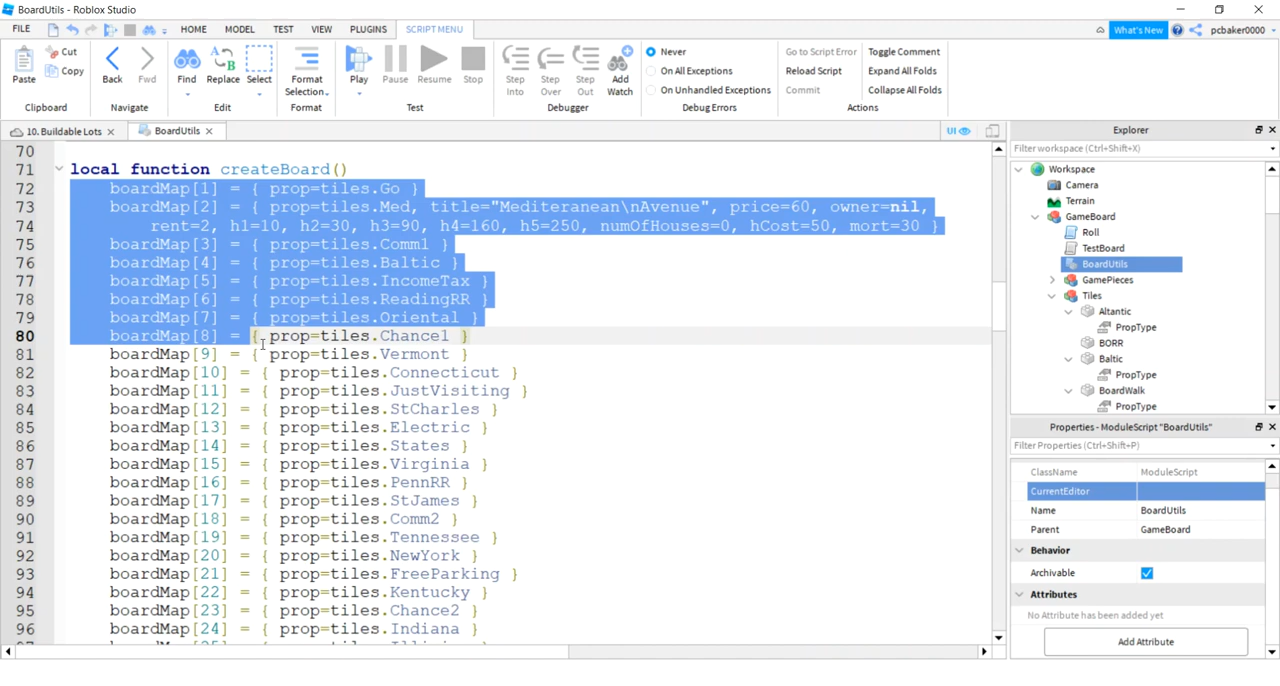 BoardUtils - Roblox Studio
FILE HOME MODEL TEST VIEW PLUGINS SCRIPT MENU What's New pcbaker0000
Paste Cut Copy Back Fwd Find Replace Select Format Selection Play Pause Resume Stop Step Into Step Over Step Out Add Watch Never On All Exceptions On Unhandled Exceptions Go to Script Error Reload Script Commit Toggle Comment Expand All Folds Collapse All Folds
Clipboard Navigate Edit Format Test Debugger Debug Errors Actions
10. Buildable Lots BoardUtils UI
70
71 local function createBoard()
72 boardMap[1] = { prop=tiles.Go }
73 boardMap[2] = { prop=tiles.Med, title="Mediteranean\nAvenue", price=60, owner=nil,
74 rent=2, h1=10, h2=30, h3=90, h4=160, h5=250, numOfHouses=0, hCost=50, mort=30 }
75 boardMap[3] = { prop=tiles.Comm1 }
76 boardMap[4] = { prop=tiles.Baltic }
77 boardMap[5] = { prop=tiles.IncomeTax }
78 boardMap[6] = { prop=tiles.ReadingRR }
79 boardMap[7] = { prop=tiles.Oriental }
80 boardMap[8] = { prop=tiles.Chance1 }
81 boardMap[9] = { prop=tiles.Vermont }
82 boardMap[10] = { prop=tiles.Connecticut }
83 boardMap[11] = { prop=tiles.JustVisiting }
84 boardMap[12] = { prop=tiles.StCharles }
85 boardMap[13] = { prop=tiles.Electric }
86 boardMap[14] = { prop=tiles.States }
87 boardMap[15] = { prop=tiles.Virginia }
88 boardMap[16] = { prop=tiles.PennRR }
89 boardMap[17] = { prop=tiles.StJames }
90 boardMap[18] = { prop=tiles.Comm2 }
91 boardMap[19] = { prop=tiles.Tennessee }
92 boardMap[20] = { prop=tiles.NewYork }
93 boardMap[21] = { prop=tiles.FreeParking }
94 boardMap[22] = { prop=tiles.Kentucky }
95 boardMap[23] = { prop=tiles.Chance2 }
96 boardMap[24] = { prop=tiles.Indiana }
Explorer
Filter workspace (Ctrl+Shift+X)
Workspace
Camera
Terrain
GameBoard
Roll
TestBoard
BoardUtils
GamePieces
Tiles
Altantic
PropType
BORR
Baltic
PropType
BoardWalk
PropType
Properties - ModuleScript "BoardUtils"
Filter Properties (Ctrl+Shift+P)
ClassName ModuleScript
CurrentEditor
Name BoardUtils
Parent GameBoard
Behavior
Archivable
Attributes
No Attribute has been added yet
Add Attribute